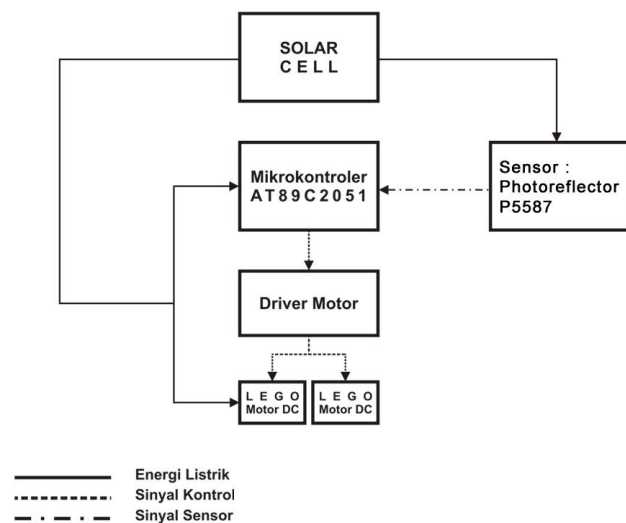 SOLAR
CELL
Mikrokontroler
AT89C2051
Sensor :
Photoreflector
P5587
Driver Motor
LEGO
Motor DC
LEGO
Motor DC
Energi Listrik
Sinyal Kontrol
Sinyal Sensor